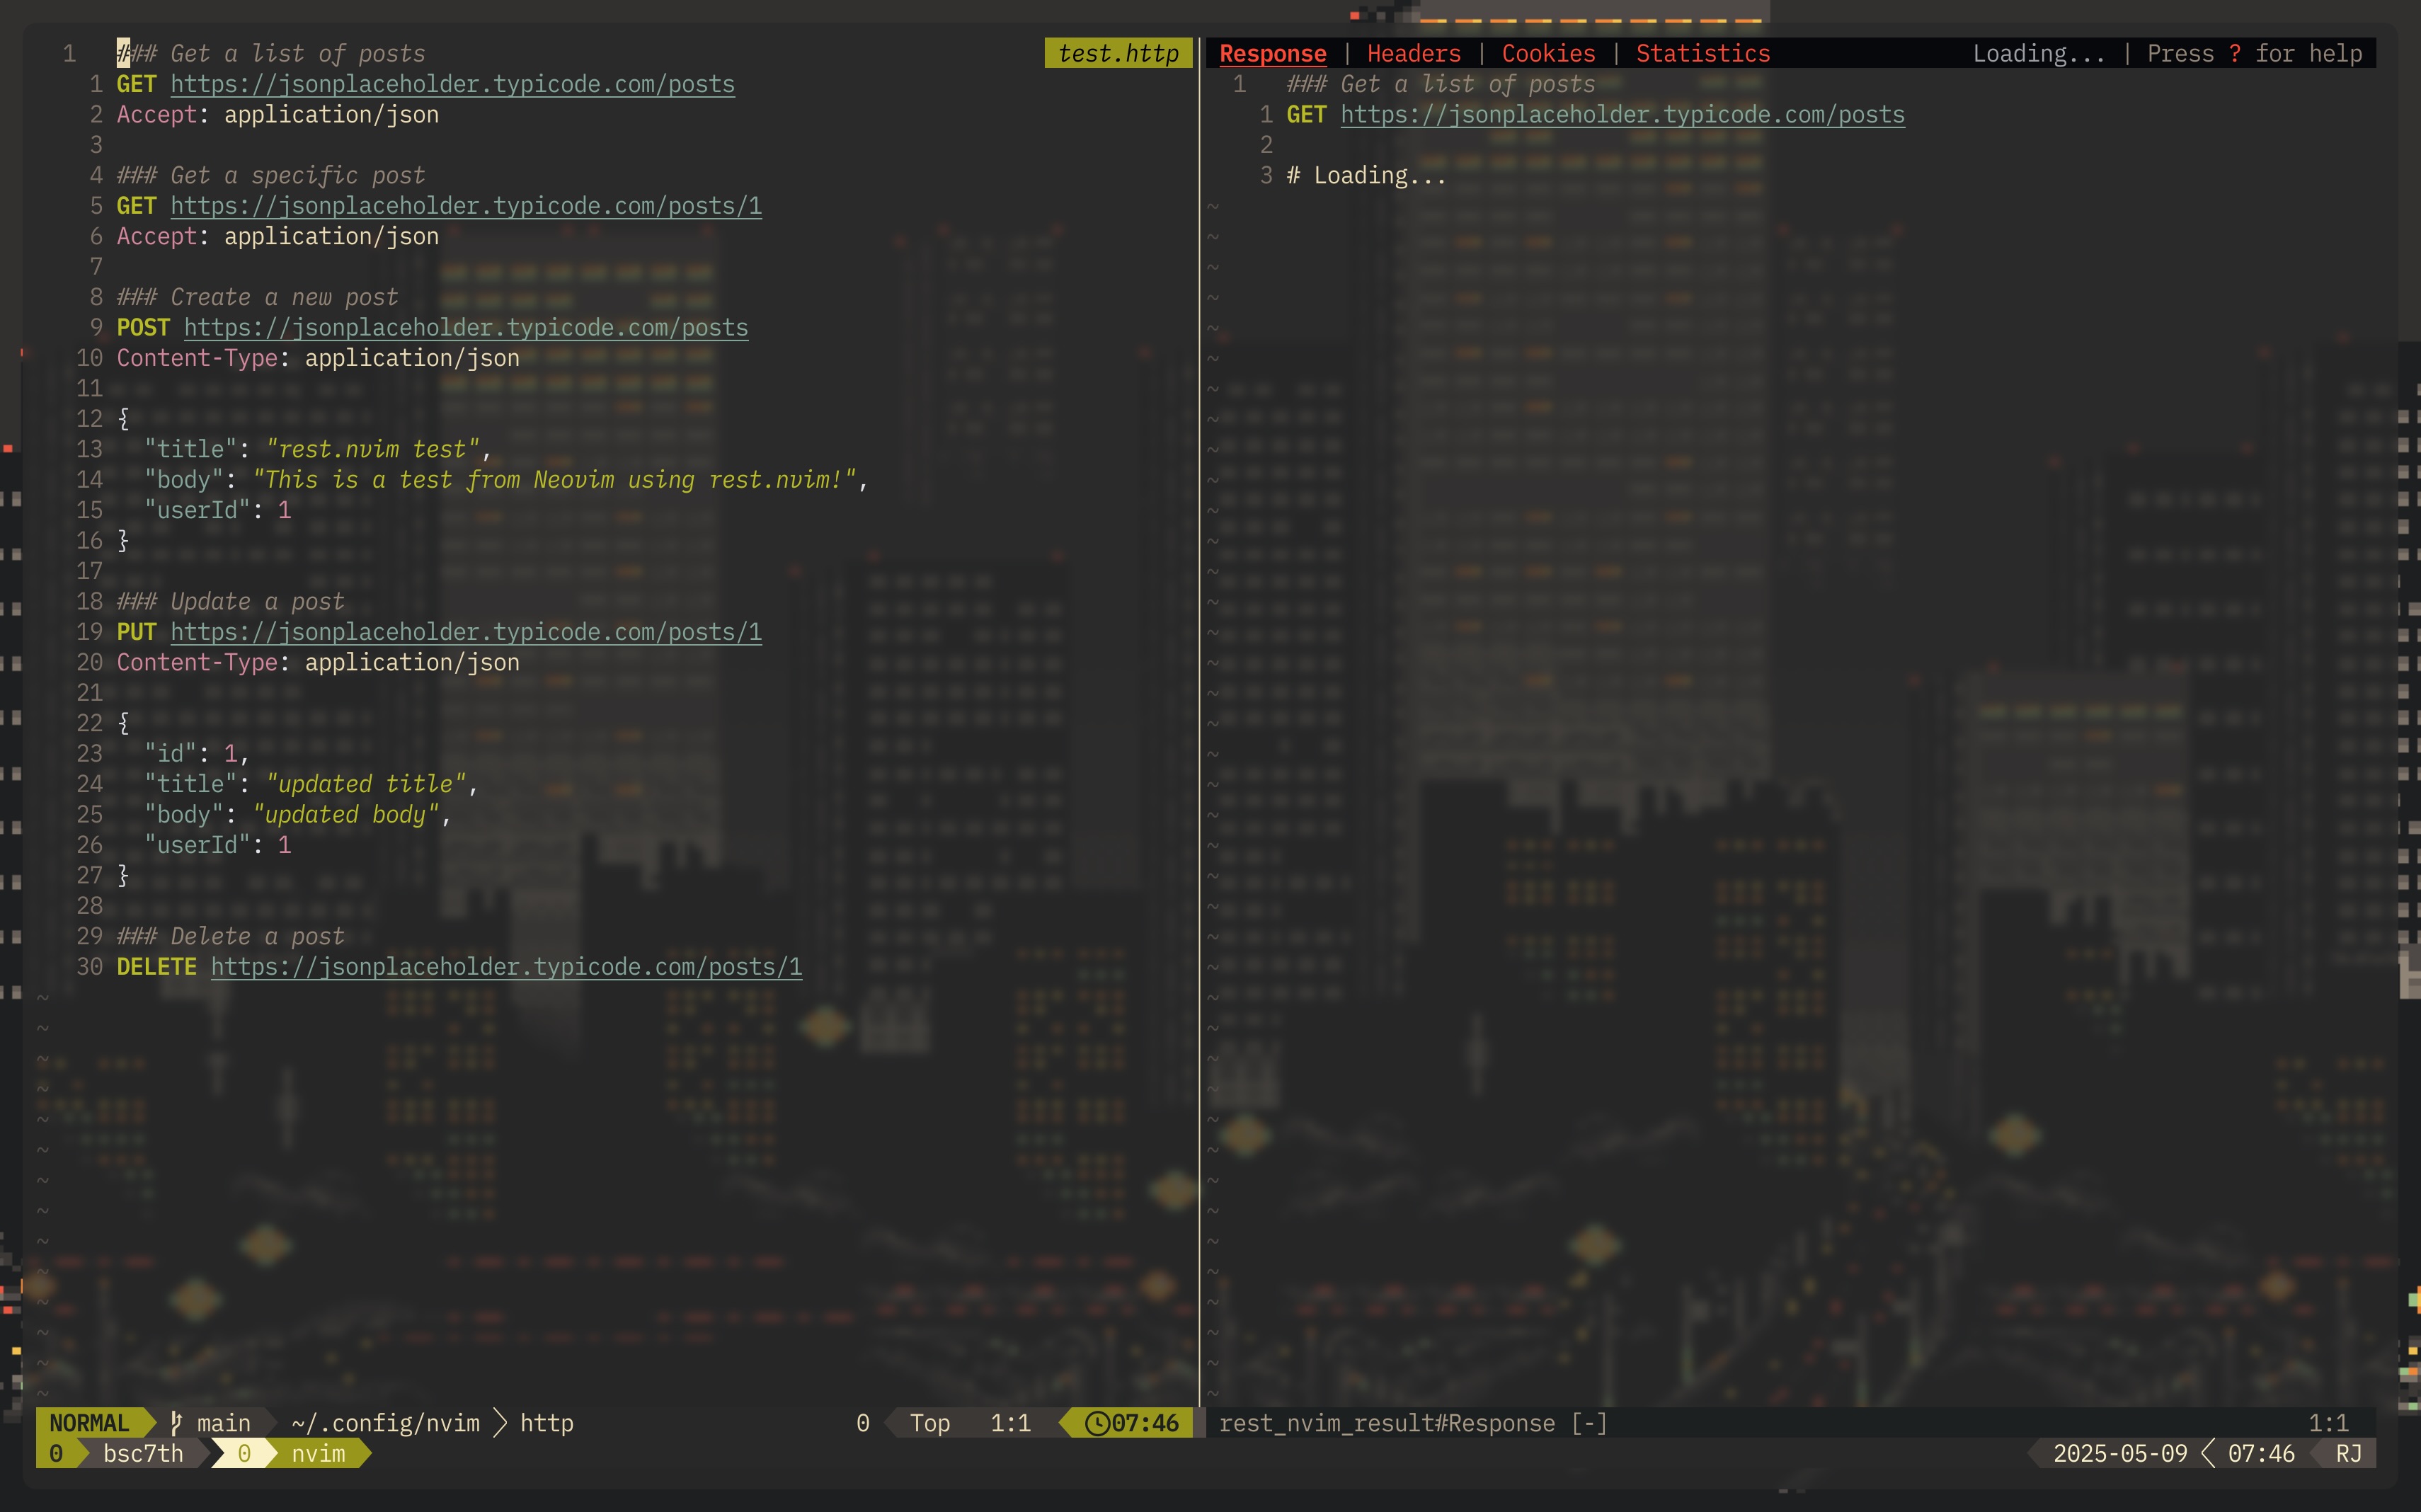 1 ### Get a list of posts test.http
1 GET https://jsonplaceholder.typicode.com/posts
2 Accept: application/json
3
4 ### Get a specific post
5 GET https://jsonplaceholder.typicode.com/posts/1
6 Accept: application/json
7
8 ### Create a new post
9 POST https://jsonplaceholder.typicode.com/posts
10 Content-Type: application/json
11
12 {
13 "title": "rest.nvim test",
14 "body": "This is a test from Neovim using rest.nvim!",
15 "userId": 1
16 }
17
18 ### Update a post
19 PUT https://jsonplaceholder.typicode.com/posts/1
20 Content-Type: application/json
21
22 {
23 "id": 1,
24 "title": "updated title",
25 "body": "updated body",
26 "userId": 1
27 }
28
29 ### Delete a post
30 DELETE https://jsonplaceholder.typicode.com/posts/1
Response | Headers | Cookies | Statistics Loading... | Press ? for help
1 ### Get a list of posts
1 GET https://jsonplaceholder.typicode.com/posts
2
3 # Loading...
NORMAL main ~/.config/nvim http 0 Top 1:1 07:46
rest_nvim_result#Response [-] 1:1
0 bsc7th 0 nvim 2025-05-09 07:46 RJ